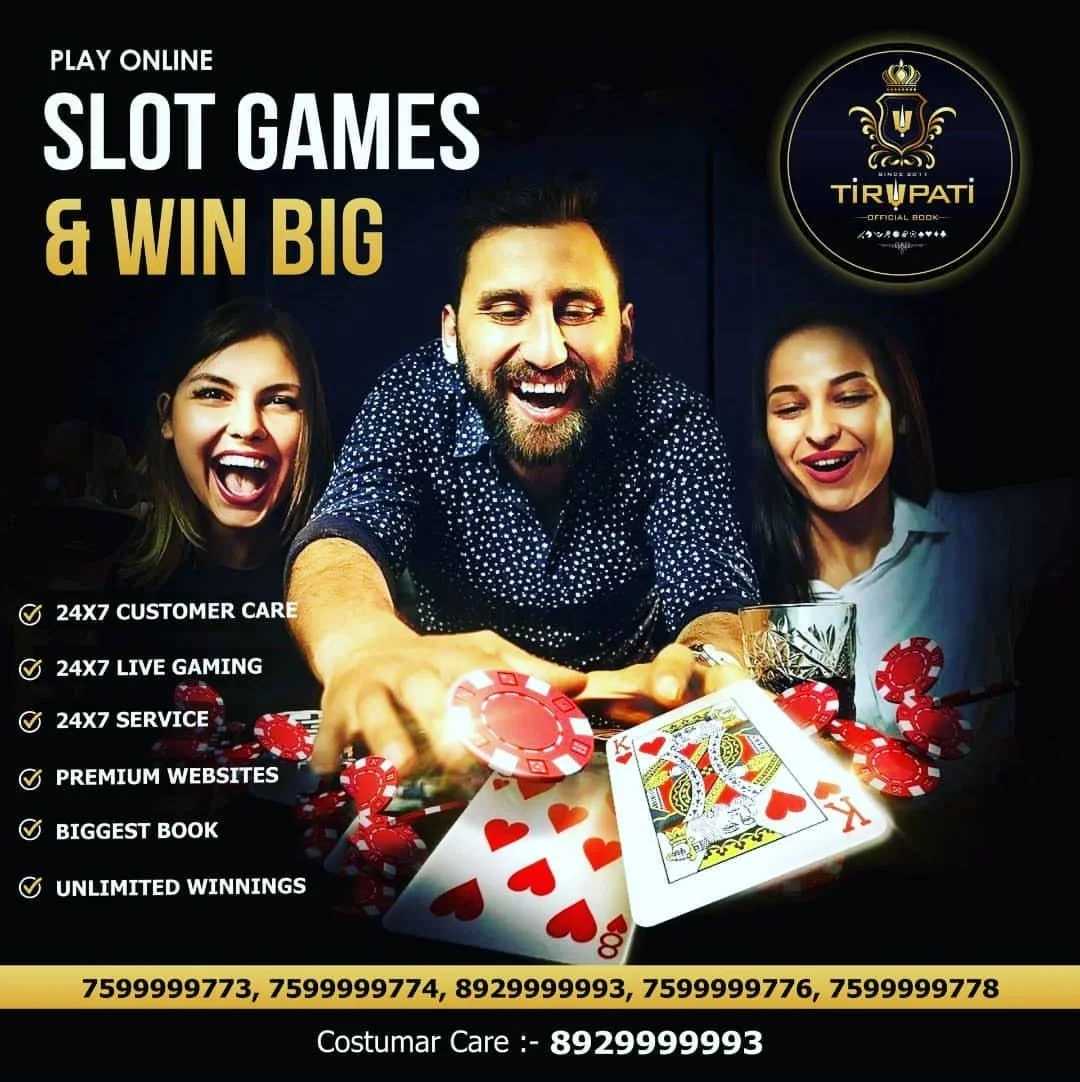 PLAY ONLINE
SLOT GAMES
& WIN BIG
SINCE 2011
TIRUPATI
OFFICIAL BOOK
24X7 CUSTOMER CARE
24X7 LIVE GAMING
24X7 SERVICE
PREMIUM WEBSITES
BIGGEST BOOK
UNLIMITED WINNINGS
K
K
8
7599999773, 7599999774, 8929999993, 7599999776, 7599999778
Costumar Care :- 8929999993